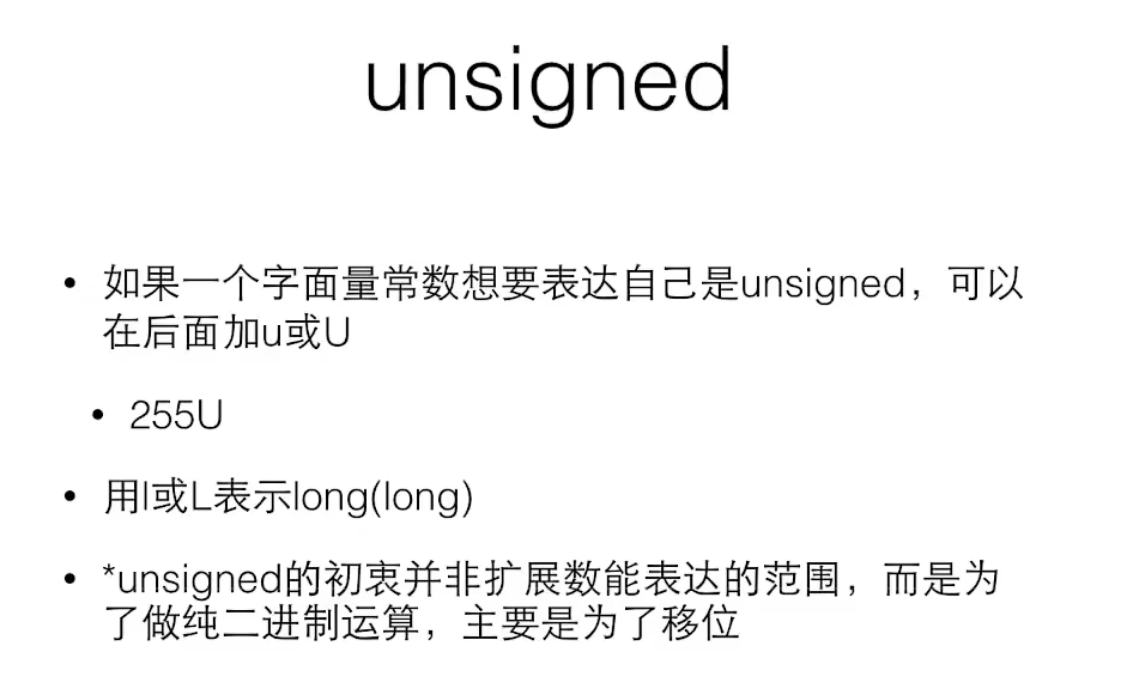 unsigned
• 如果一个字面量常数想要表达自己是unsigned，可以
在后面加u或U
• 255U
• 用l或L表示long(long)
• *unsigned的初衷并非扩展数能表达的范围，而是为
了做纯二进制运算，主要是为了移位